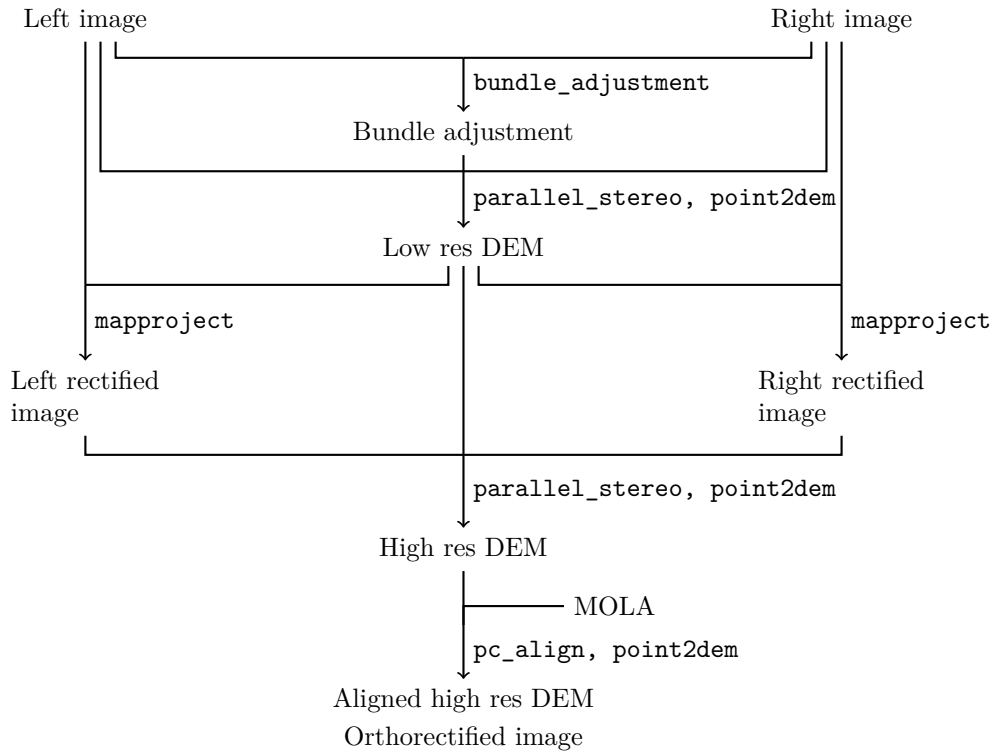 Left image
Right image
bundle_adjustment
Bundle adjustment
parallel_stereo, point2dem
Low res DEM
mapproject
mapproject
Left rectified
image
Right rectified
image
parallel_stereo, point2dem
High res DEM
MOLA
pc_align, point2dem
Aligned high res DEM
Orthorectified image